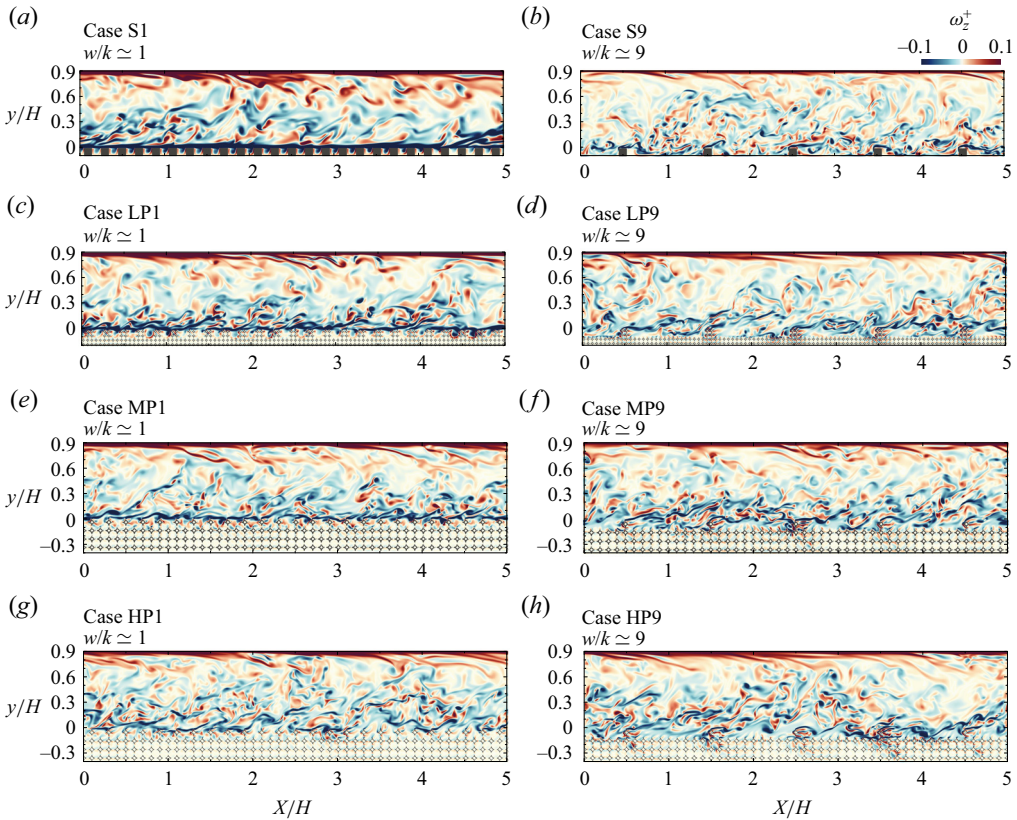 (a) (b)
Case S1 Case S9 ω_z^+
w/k ≃ 1 w/k ≃ 9 −0.1 0 0.1
0.9 0.9
0.6 0.6
y/H
0.3 0.3
0 0
0 1 2 3 4 5 0 1 2 3 4 5
(c) (d)
Case LP1 Case LP9
w/k ≃ 1 w/k ≃ 9
0.9 0.9
0.6 0.6
y/H
0.3 0.3
0 0
0 1 2 3 4 5 0 1 2 3 4 5
(e) (f)
Case MP1 Case MP9
w/k ≃ 1 w/k ≃ 9
0.9 0.9
0.6 0.6
y/H
0.3 0.3
0 0
−0.3 −0.3
0 1 2 3 4 5 0 1 2 3 4 5
(g) (h)
Case HP1 Case HP9
w/k ≃ 1 w/k ≃ 9
0.9 0.9
0.6 0.6
y/H
0.3 0.3
0 0
−0.3 −0.3
0 1 2 3 4 5 0 1 2 3 4 5
X/H X/H